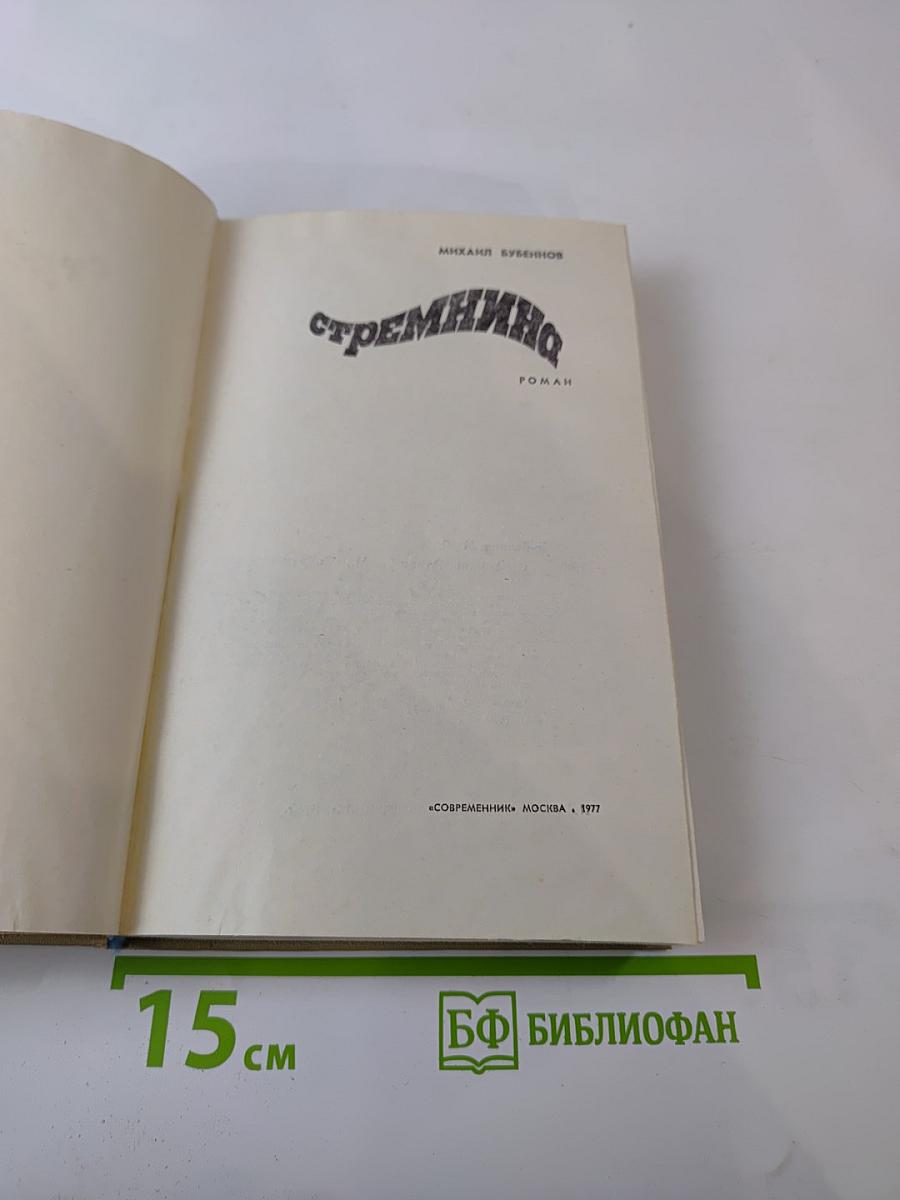 МИХАИЛ БУБЕННОВ
СТРЕМНИНа
РОМАН
«СОВРЕМЕННИК» МОСКВА • 1977
15 см
БФ БИБЛИОФАН